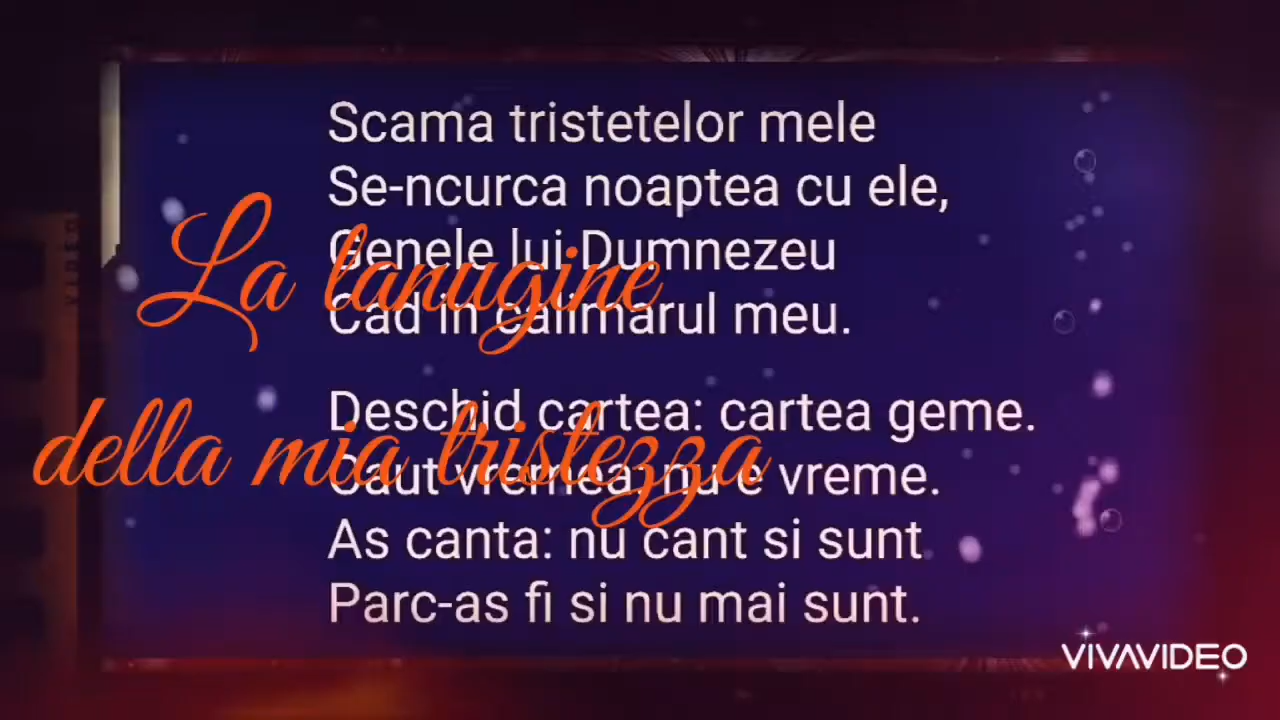 Scama tristetelor mele
Se-ncurca noaptea cu ele,
Genele lui Dumnezeu
Cad in calimarul meu.
Deschid cartea: cartea geme.
Caut vremea: nu e vreme.
As canta: nu cant si sunt
Parc-as fi si nu mai sunt.
La lanugine
della mia tristezza
VIDEO
VIVAVIDEO